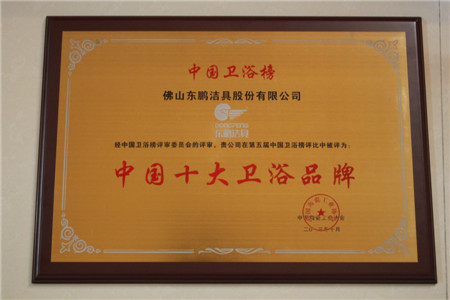 中国卫浴榜
佛山东鹏洁具股份有限公司
东鹏洁具
经中国卫浴榜评审委员会的评审，贵公司在第五届中国卫浴榜评比中被评为：
中国十大卫浴品牌